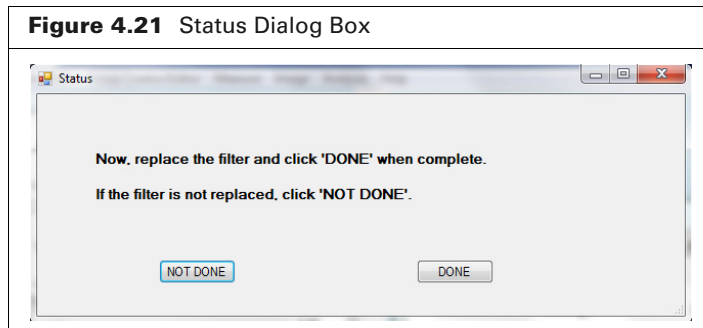 Figure 4.21 Status Dialog Box
Status
Now, replace the filter and click 'DONE' when complete.
If the filter is not replaced, click 'NOT DONE'.
NOT DONE
DONE